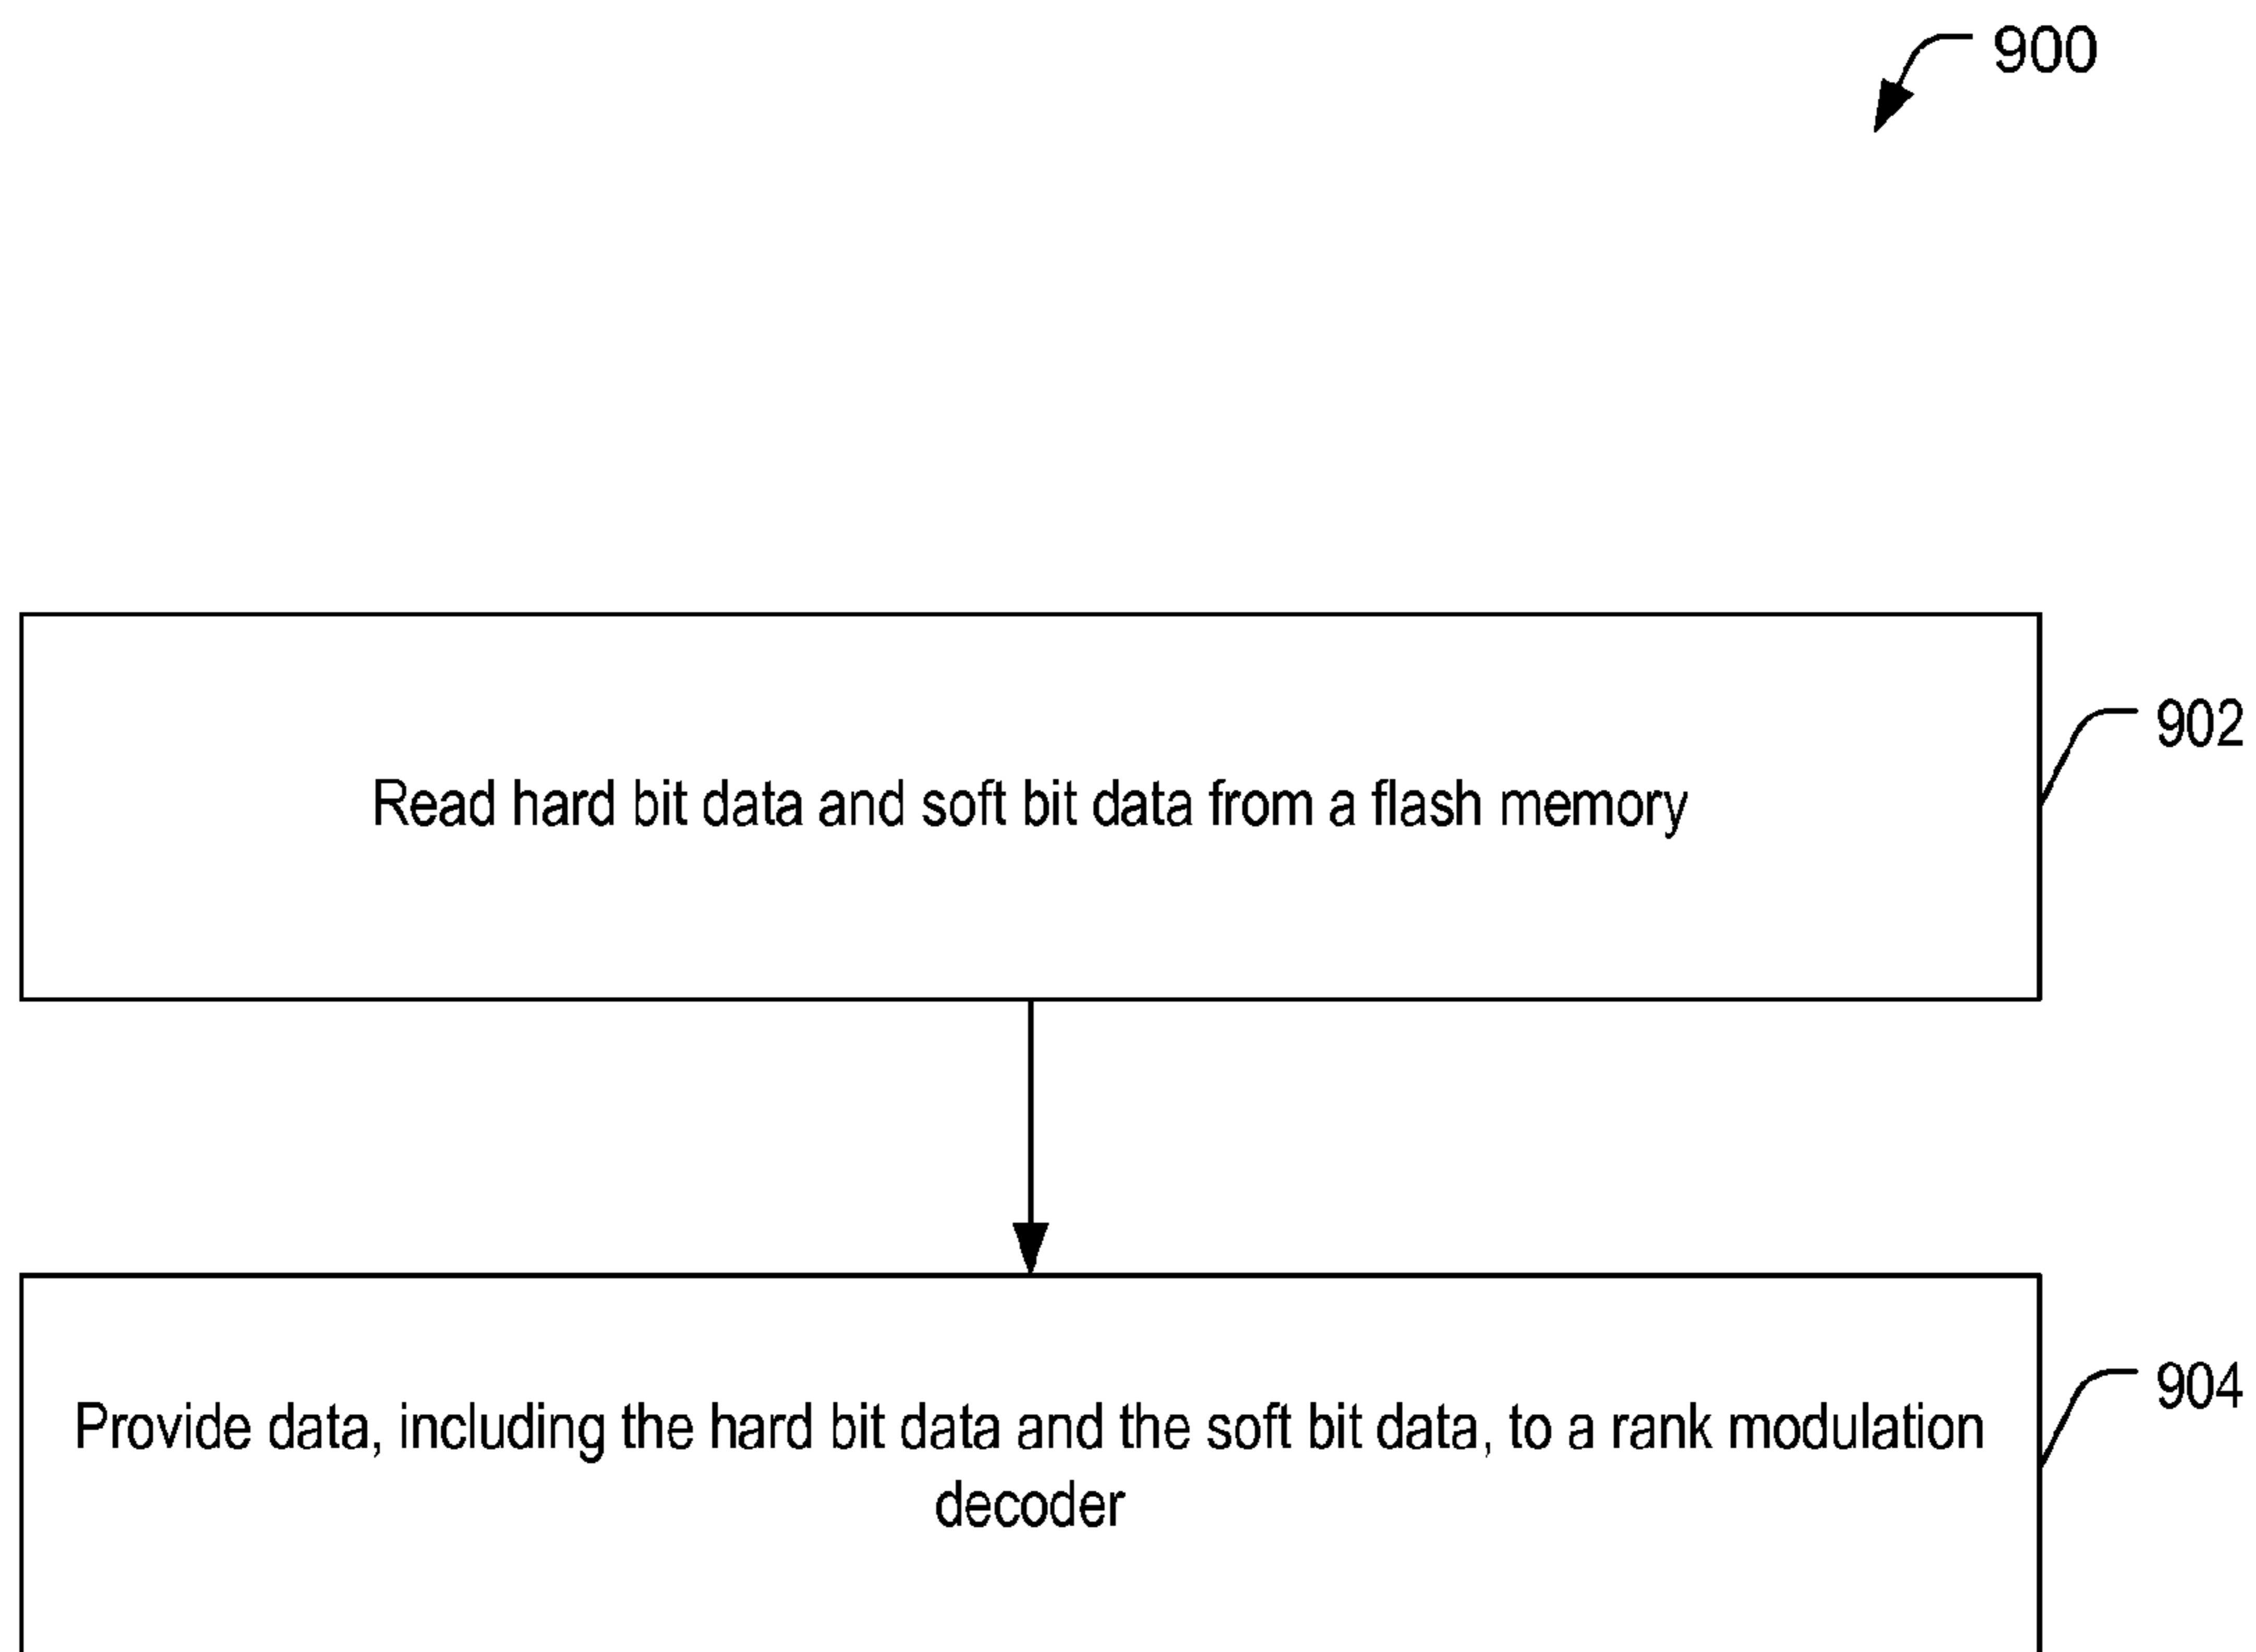 900
Read hard bit data and soft bit data from a flash memory
902
Provide data, including the hard bit data and the soft bit data, to a rank modulation
decoder
904